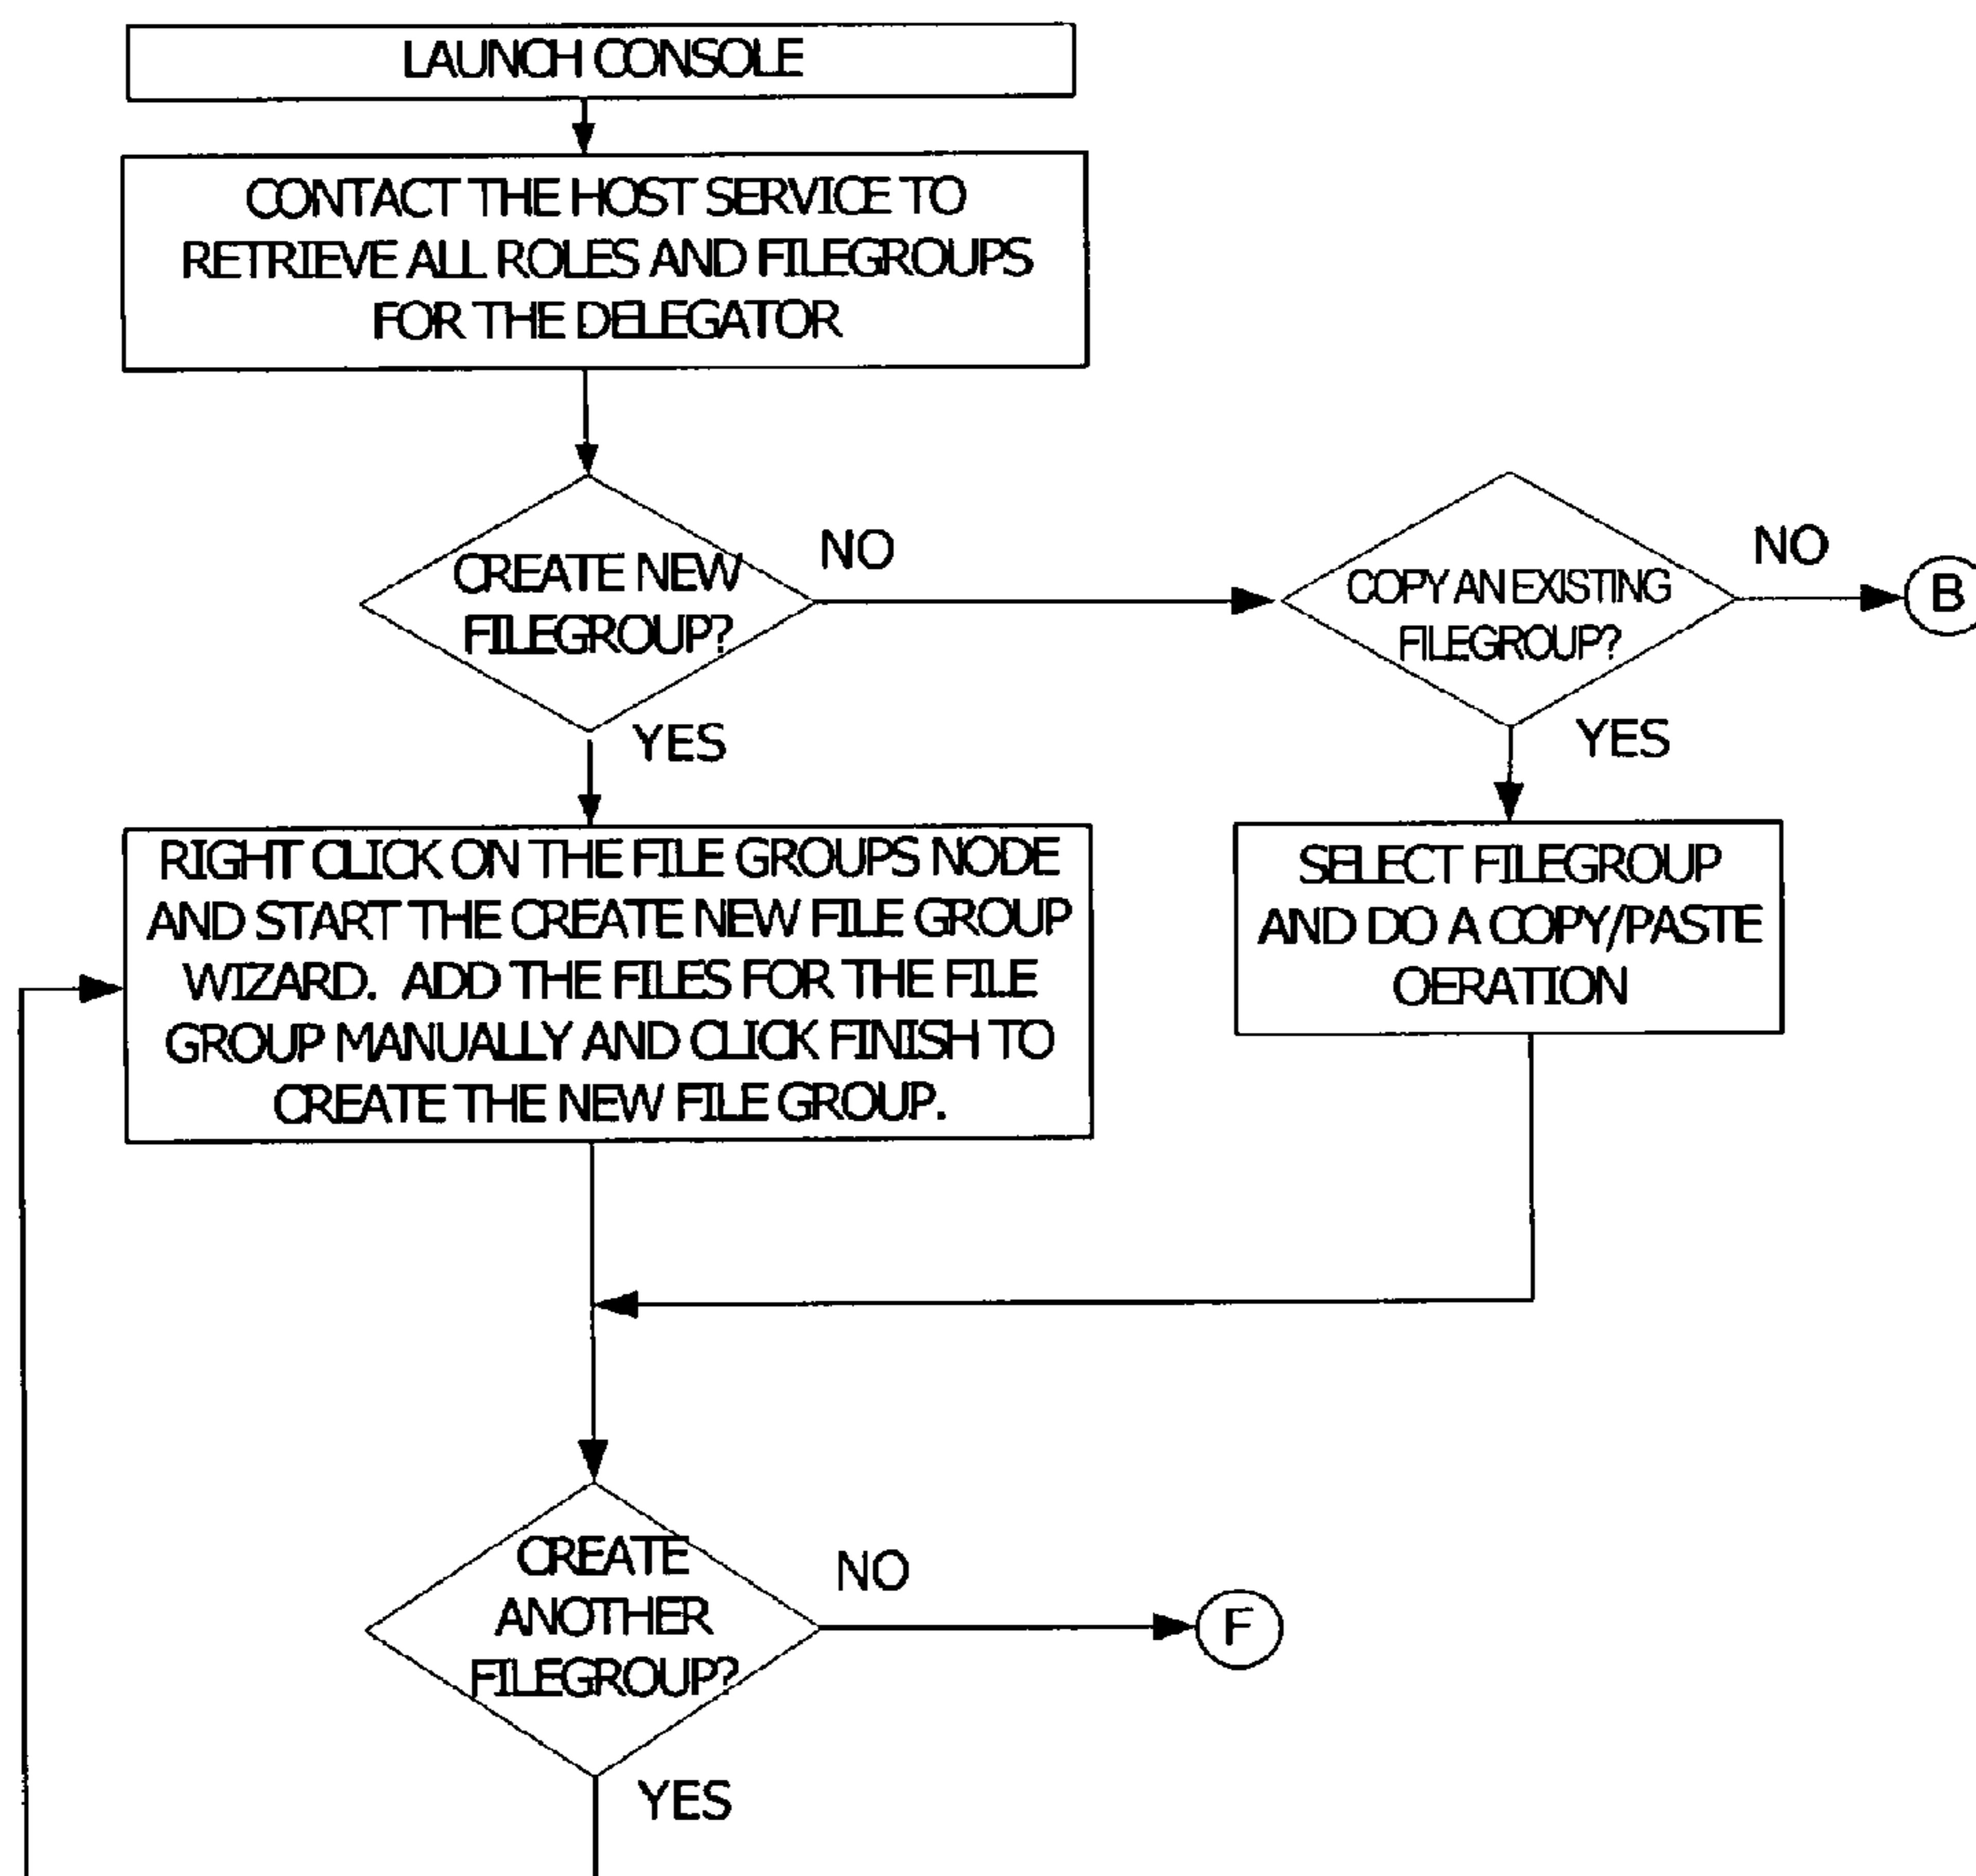 LAUNCH CONSOLE
CONTACT THE HOST SERVICE TO
RETRIEVE ALL ROLES AND FILEGROUPS
FOR THE DELEGATOR
CREATE NEW
FILEGROUP?
NO
YES
COPY AN EXISTING
FILEGROUP?
NO
B
YES
RIGHT CLICK ON THE FILE GROUPS NODE
AND START THE CREATE NEW FILE GROUP
WIZARD. ADD THE FILES FOR THE FILE
GROUP MANUALLY AND CLICK FINISH TO
CREATE THE NEW FILE GROUP.
SELECT FILEGROUP
AND DO A COPY/PASTE
OERATION
CREATE
ANOTHER
FILEGROUP?
NO
F
YES